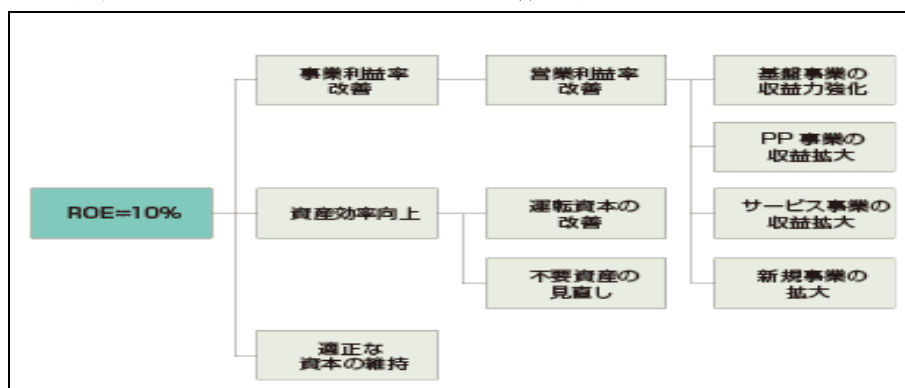 事業利益率
改善
営業利益率
改善
基盤事業の
収益力強化
PP 事業の
収益拡大
ROE=10%
資産効率向上
運転資本の
改善
サービス事業の
収益拡大
不要資産の
見直し
新規事業の
拡大
適正な
資本の維持